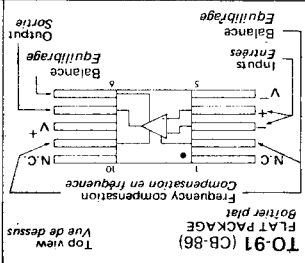 TO-91 (CB-86)
FLAT PACKAGE
Boîtier plat
Top view
Vue de dessus
Frequency compensation
Compensation en fréquence
1 10
N.C. N.C.
− V+
+
V−
5 6
Inputs
Entrées
Balance
Equilibrage
Balance
Equilibrage
Output
Sortie